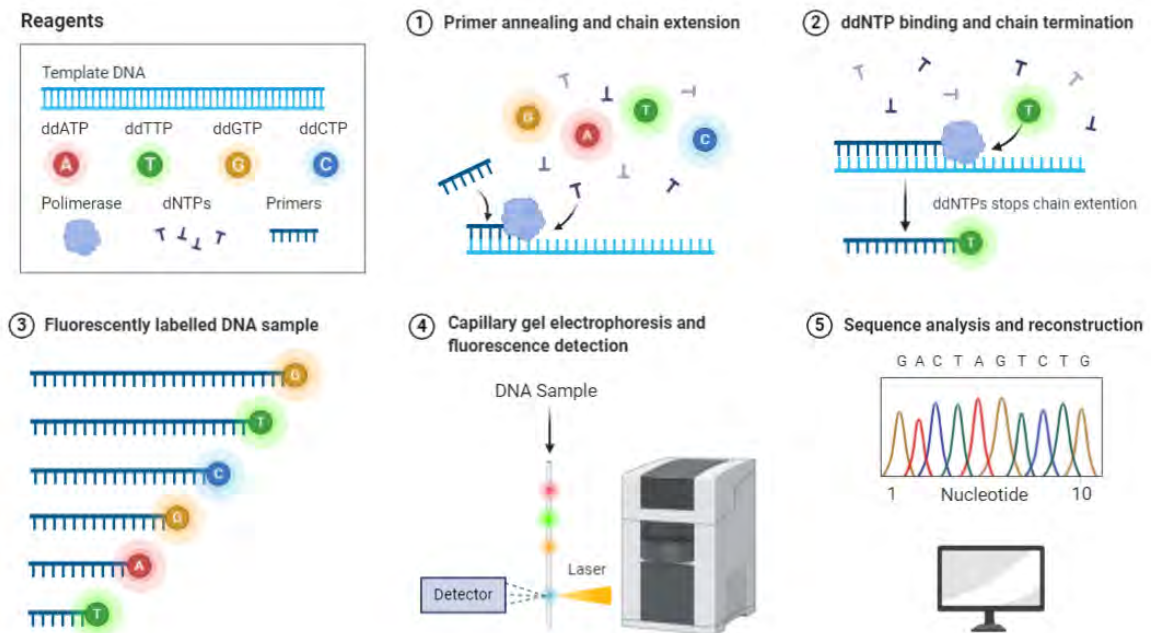 Reagents
Template DNA
ddATP ddTTP ddGTP ddCTP
A T G C
Polimerase dNTPs Primers
1 Primer annealing and chain extension
G A T C
2 ddNTP binding and chain termination
T
ddNTPs stops chain extention
T
3 Fluorescently labelled DNA sample
G
T
C
G
A
T
4 Capillary gel electrophoresis and
fluorescence detection
DNA Sample
Laser
Detector
5 Sequence analysis and reconstruction
G A C T A G T C T G
1 Nucleotide 10